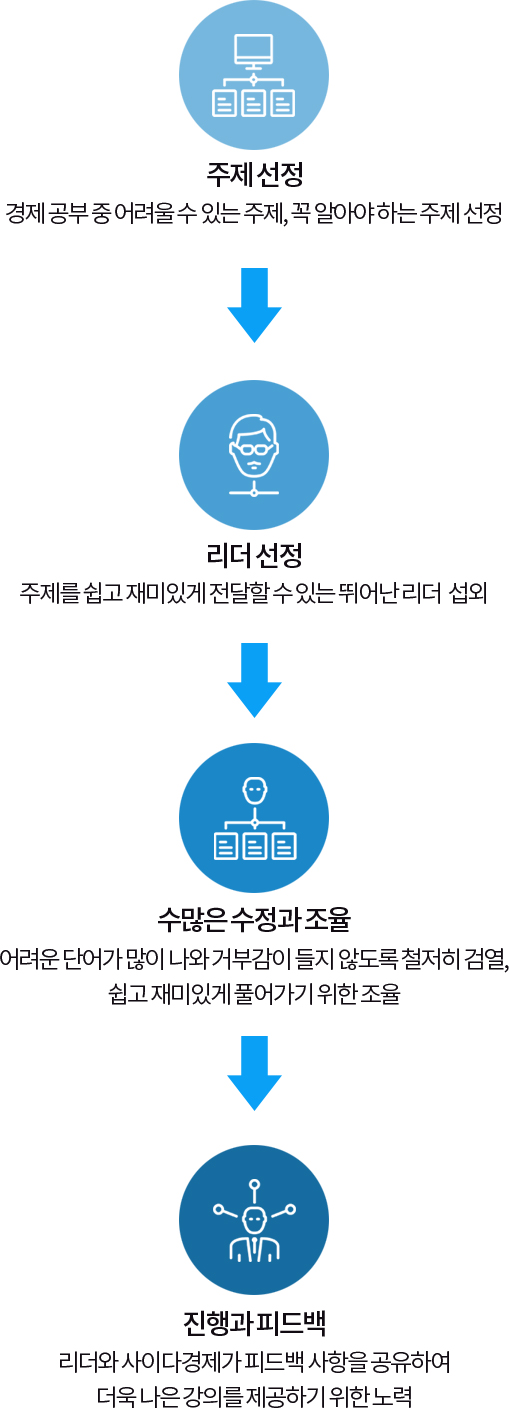 주제 선정
경제 공부 중 어려울 수 있는 주제, 꼭 알아야 하는 주제 선정
리더 선정
주제를 쉽고 재미있게 전달할 수 있는 뛰어난 리더 섭외
수많은 수정과 조율
어려운 단어가 많이 나와 거부감이 들지 않도록 철저히 검열,
쉽고 재미있게 풀어가기 위한 조율
진행과 피드백
리더와 사이다경제가 피드백 사항을 공유하여
더욱 나은 강의를 제공하기 위한 노력